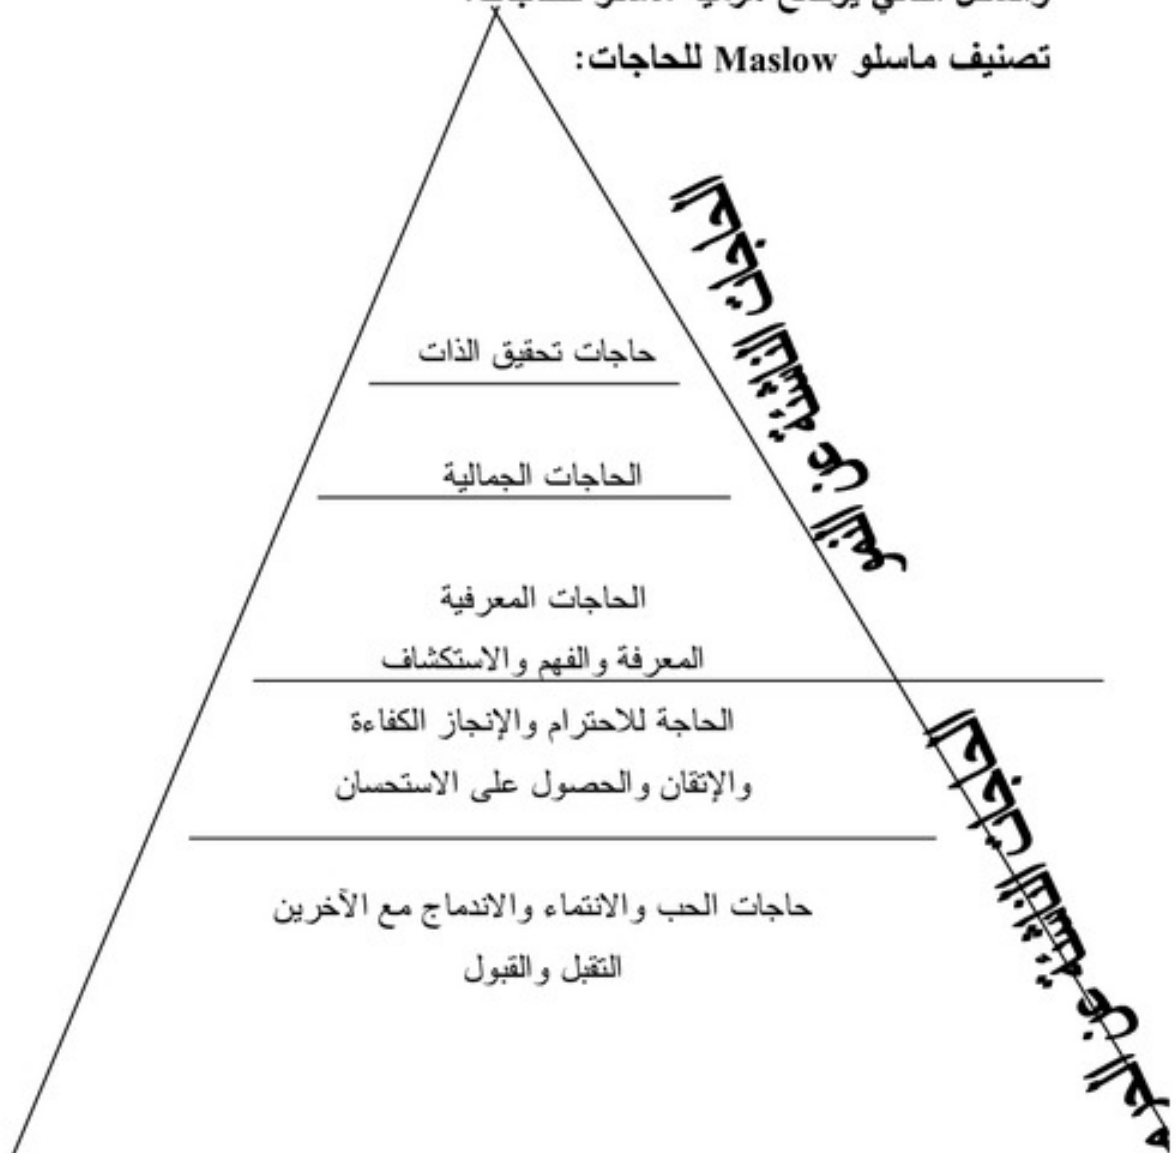 تصنيف ماسلو Maslow للحاجات:
الحاجات الناشئة عن النمو
حاجات تحقيق الذات
الحاجات الجمالية
الحاجات المعرفية
المعرفة والفهم والاستكشاف
الحاجة للاحترام والإنجاز الكفاءة
والإتقان والحصول على الاستحسان
الحاجات الناشئة عن
حاجات الحب والانتماء والاندماج مع الآخرين
التقبل والقبول